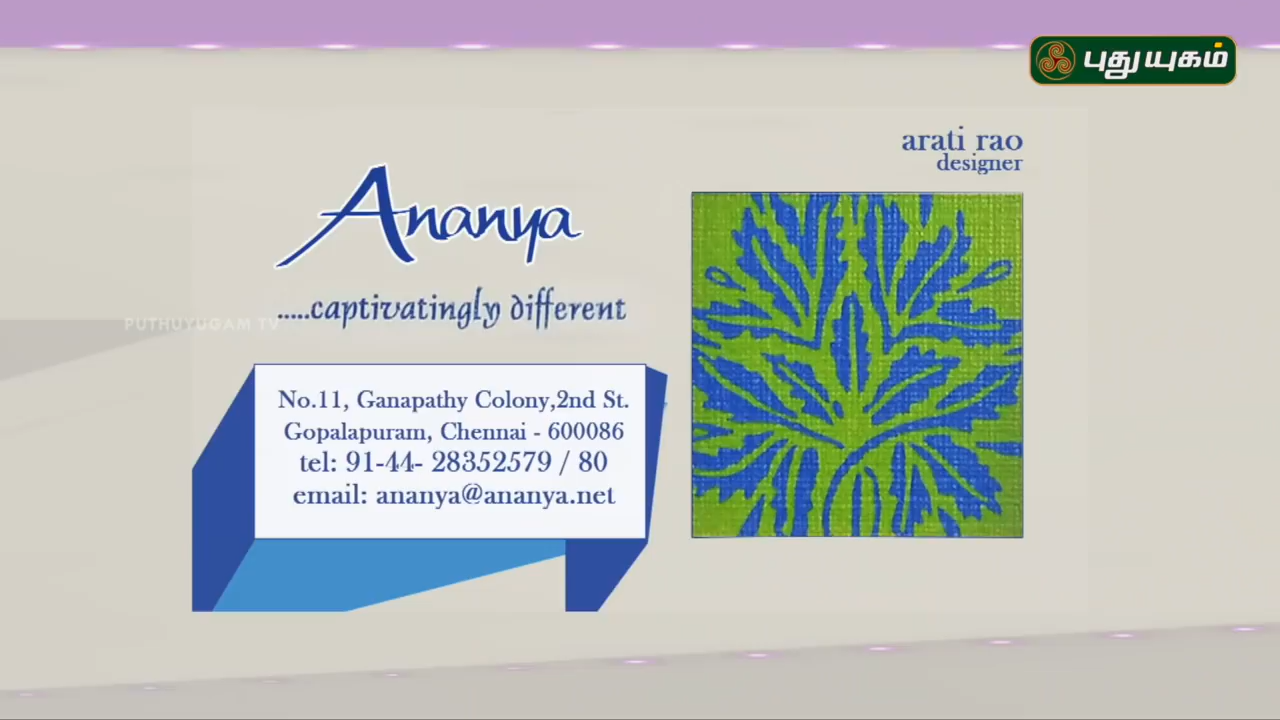 புதுயுகம்
arati rao
designer
Ananya
.....captivatingly different
PUTHUYUGAM TV
No.11, Ganapathy Colony,2nd St.
Gopalapuram, Chennai - 600086
tel: 91-44- 28352579 / 80
email: ananya@ananya.net